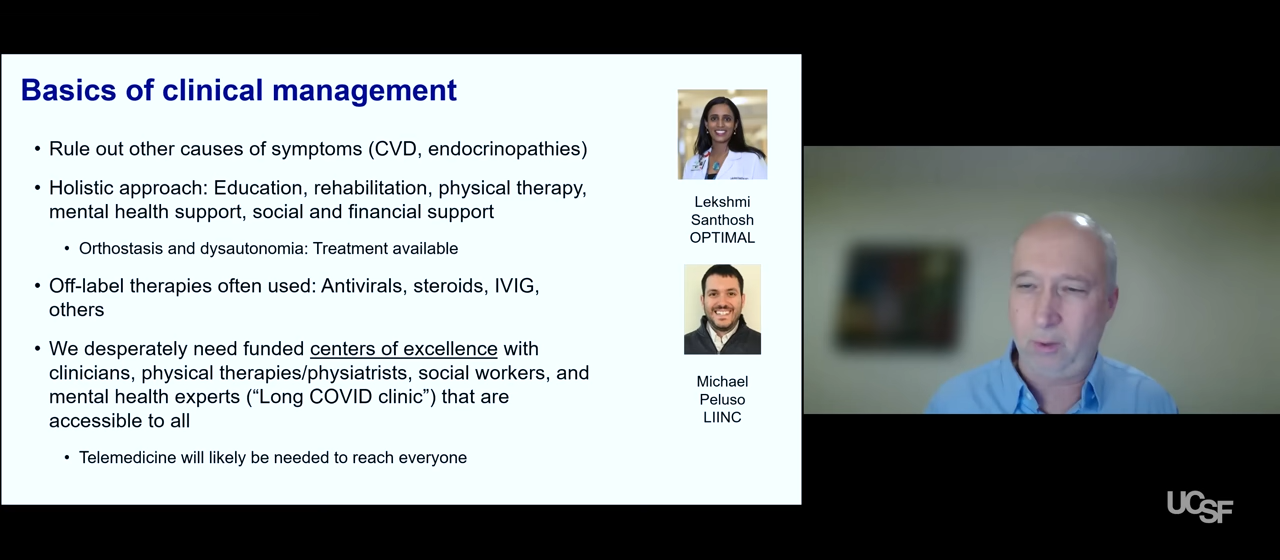 Basics of clinical management
• Rule out other causes of symptoms (CVD, endocrinopathies)
• Holistic approach: Education, rehabilitation, physical therapy,
mental health support, social and financial support
• Orthostasis and dysautonomia: Treatment available
• Off-label therapies often used: Antivirals, steroids, IVIG,
others
• We desperately need funded centers of excellence with
clinicians, physical therapies/physiatrists, social workers, and
mental health experts (“Long COVID clinic”) that are
accessible to all
• Telemedicine will likely be needed to reach everyone
Lekshmi
Santhosh
OPTIMAL
Michael
Peluso
LIINC
UCSF